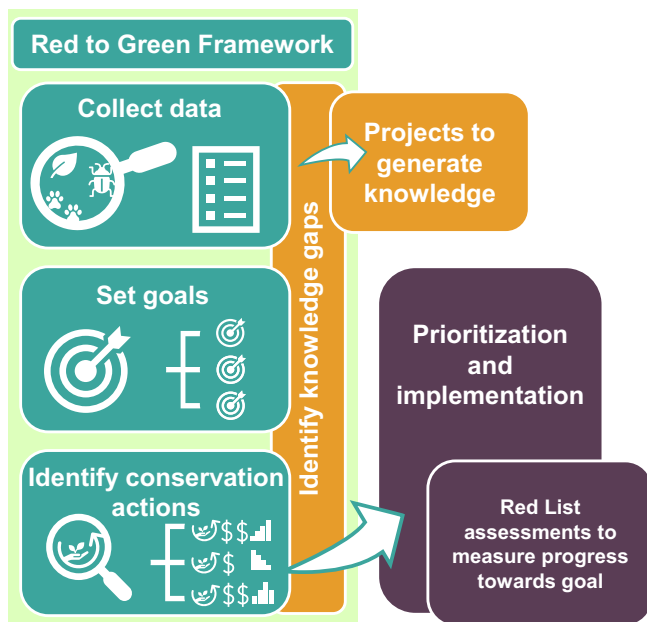 Red to Green Framework
Collect data
Projects to
generate
knowledge
Identify knowledge gaps
Set goals
Prioritization
and
implementation
Identify conservation
actions
$$
$
$$
Red List
assessments to
measure progress
towards goal